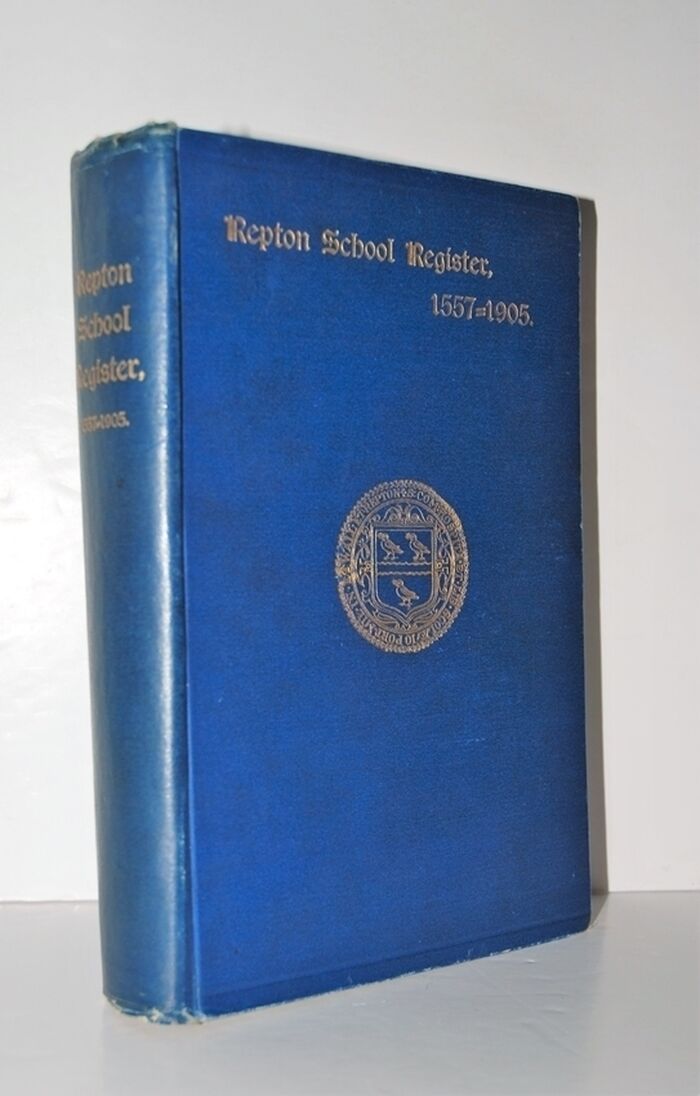 Repton School Register,
1557=1905.
Repton
School
Register,
1557=1905.